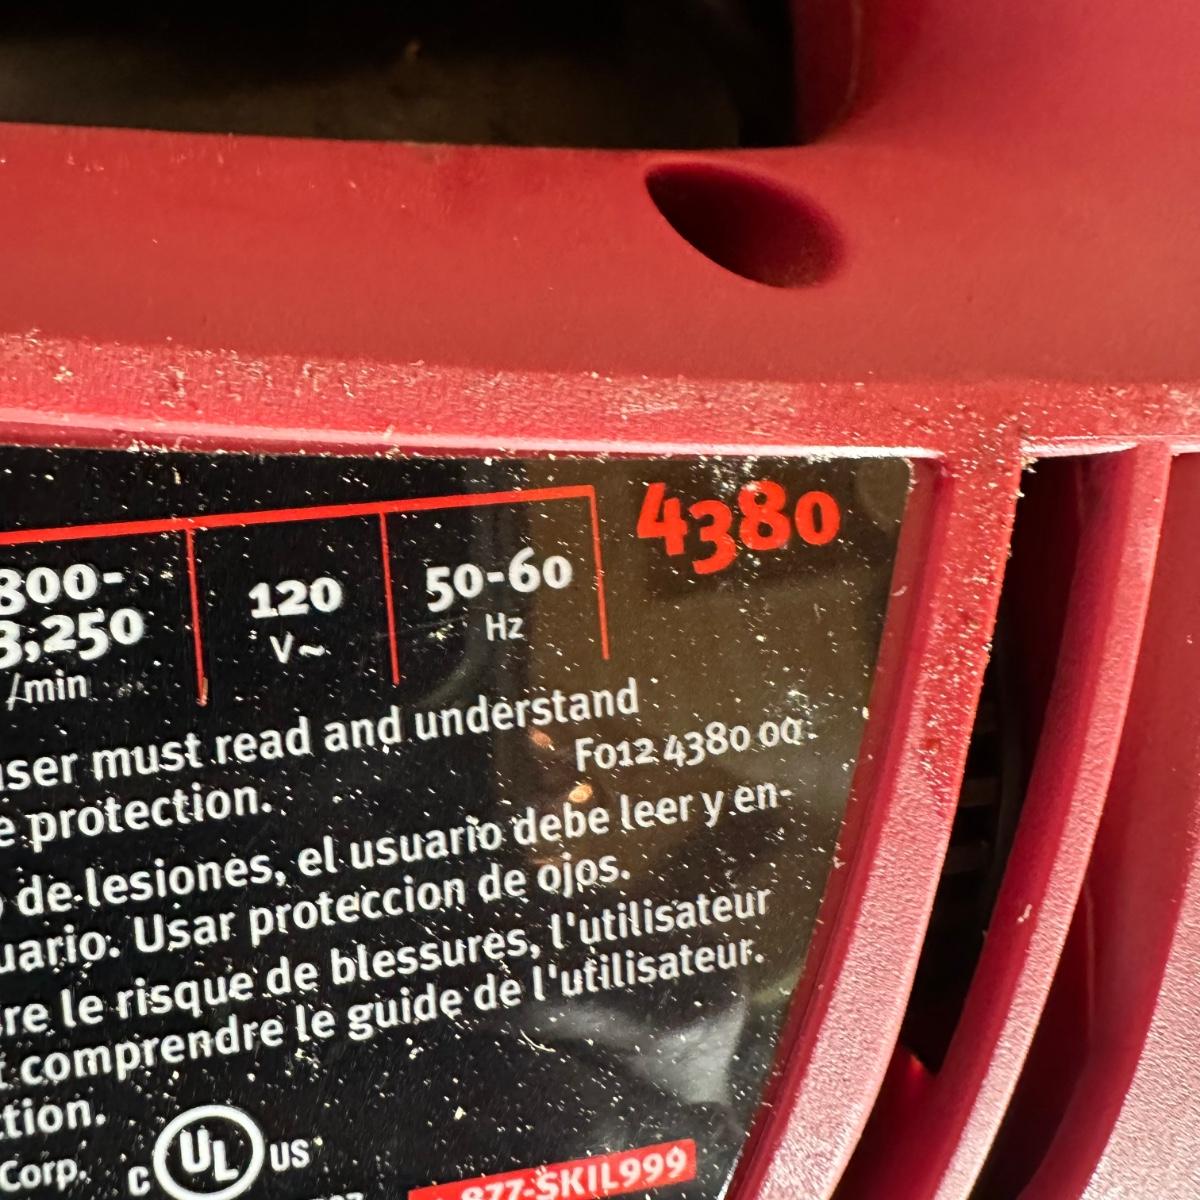 4380
800-
3,250
/min
120
V~
50-60
Hz
user must read and understand
F012 4380 00.
e protection.
de lesiones, el usuario debe leer y en-
uario. Usar proteccion de ojos.
re le risque de blessures, l'utilisateur
t comprendre le guide de l'utilisateur.
tion.
Corp.
C UL US
877-SKIL999